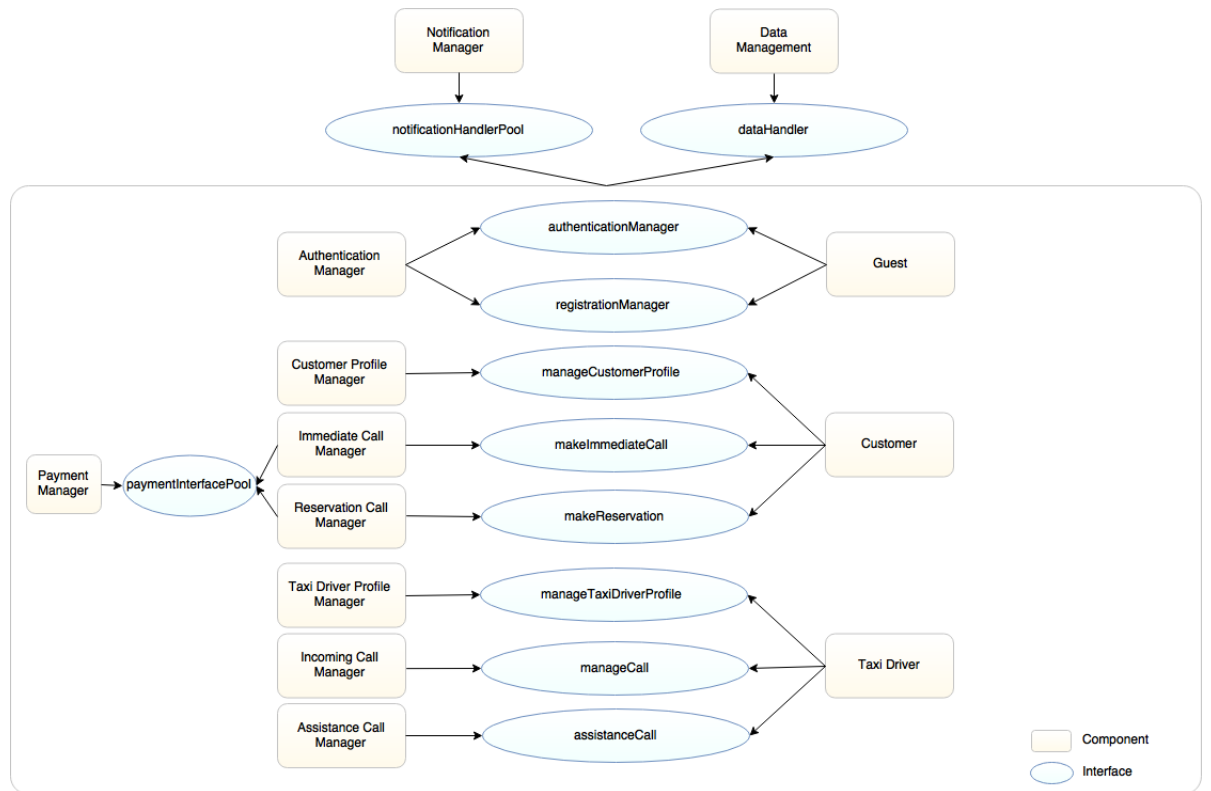 Notification
Manager
Data
Management
notificationHandlerPool
dataHandler
authenticationManager
Authentication
Manager
Guest
registrationManager
Customer Profile
Manager
manageCustomerProfile
Immediate Call
Manager
makeImmediateCall
Customer
Payment
Manager
paymentInterfacePool
Reservation Call
Manager
makeReservation
Taxi Driver Profile
Manager
manageTaxiDriverProfile
Incoming Call
Manager
manageCall
Taxi Driver
Assistance Call
Manager
assistanceCall
Component
Interface